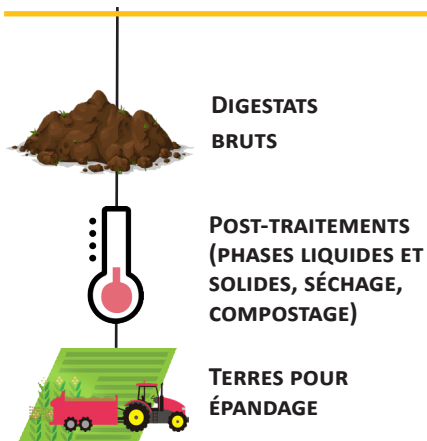 DIGESTATS
BRUTS
POST-TRAITEMENTS
(PHASES LIQUIDES ET
SOLIDES, SÉCHAGE,
COMPOSTAGE)
TERRES POUR
ÉPANDAGE